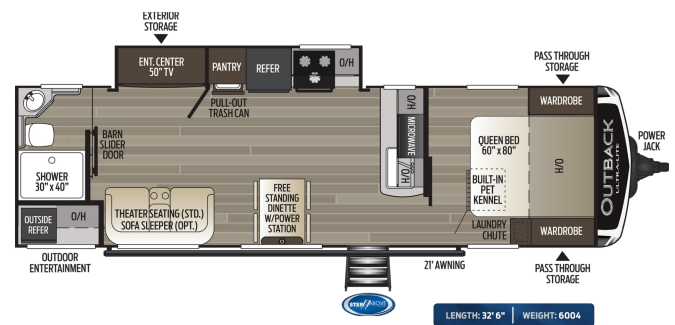 EXTERIOR
STORAGE
ENT. CENTER
50" TV
PANTRY
REFER
O/H
PULL-OUT
TRASH CAN
BARN
SLIDER
DOOR
SHOWER
30" x 40"
OUTSIDE
REFER
O/H
OUTDOOR
ENTERTAINMENT
THEATER SEATING (STD.)
SOFA SLEEPER (OPT.)
FREE
STANDING
DINETTE
W/POWER
STATION
O/H
MICROWAVE
O/H
PASS THROUGH
STORAGE
WARDROBE
QUEEN BED
60" x 80"
O/H
BUILT-IN
PET
KENNEL
LAUNDRY
CHUTE
WARDROBE
PASS THROUGH
STORAGE
OUTBACK
ULTRA-LITE
POWER
JACK
21' AWNING
STEP ABOVE
LENGTH: 32' 6" WEIGHT: 6004